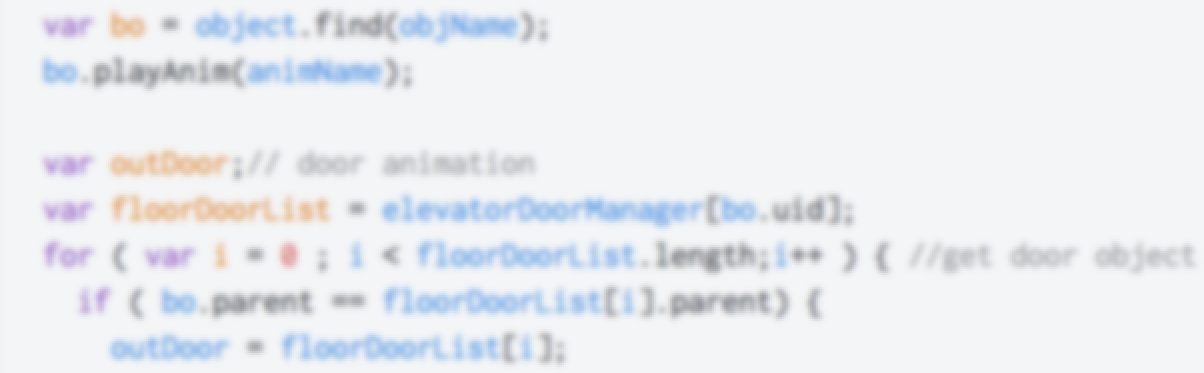 var bo = object.find(objName);
bo.playAnim(animName);
var outDoor;// door animation
var floorDoorList = elevatorDoorManager[bo.uid];
for ( var i = 0 ; i < floorDoorList.length;i++ ) { //get door object
if ( bo.parent == floorDoorList[i].parent) {
outDoor = floorDoorList[i];